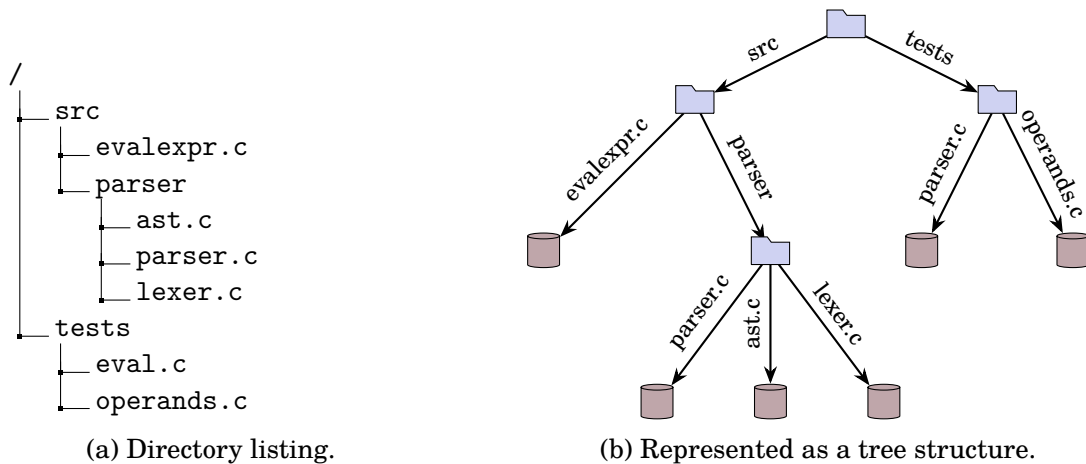 /
src
evalexpr.c
parser
ast.c
parser.c
lexer.c
tests
eval.c
operands.c
(a) Directory listing.
src
tests
evalexpr.c
parser
parser.c
operands.c
parser.c
ast.c
lexer.c
(b) Represented as a tree structure.